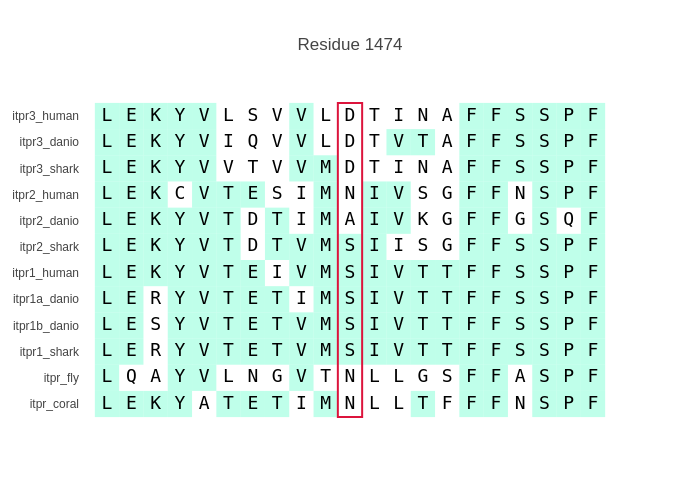 Residue 1474
itpr3_human L E K Y V L S V V L D T I N A F F S S P F
itpr3_danio L E K Y V I Q V V L D T V T A F F S S P F
itpr3_shark L E K Y V V T V V M D T I N A F F S S P F
itpr2_human L E K C V T E S I M N I V S G F F N S P F
itpr2_danio L E K Y V T D T I M A I V K G F F G S Q F
itpr2_shark L E K Y V T D T V M S I I S G F F S S P F
itpr1_human L E K Y V T E I V M S I V T T F F S S P F
itpr1a_danio L E R Y V T E T I M S I V T T F F S S P F
itpr1b_danio L E S Y V T E T V M S I V T T F F S S P F
itpr1_shark L E R Y V T E T V M S I V T T F F S S P F
itpr_fly L Q A Y V L N G V T N L L G S F F A S P F
itpr_coral L E K Y A T E T I M N L L T F F F N S P F